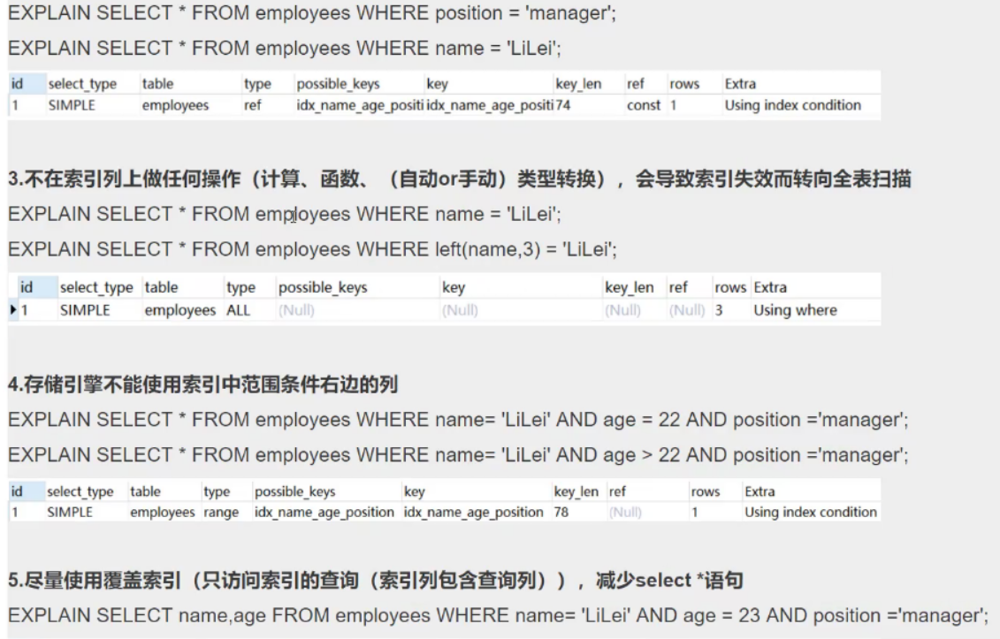 EXPLAIN SELECT * FROM employees WHERE position = 'manager';
EXPLAIN SELECT * FROM employees WHERE name = 'LiLei';
id select_type table type possible_keys key key_len ref rows Extra
1 SIMPLE employees ref idx_name_age_positi idx_name_age_positi 74 const 1 Using index condition
3.不在索引列上做任何操作（计算、函数、（自动or手动）类型转换），会导致索引失效而转向全表扫描
EXPLAIN SELECT * FROM employees WHERE name = 'LiLei';
EXPLAIN SELECT * FROM employees WHERE left(name,3) = 'LiLei';
id select_type table type possible_keys key key_len ref rows Extra
1 SIMPLE employees ALL (Null) (Null) (Null) (Null) 3 Using where
4.存储引擎不能使用索引中范围条件右边的列
EXPLAIN SELECT * FROM employees WHERE name= 'LiLei' AND age = 22 AND position ='manager';
EXPLAIN SELECT * FROM employees WHERE name= 'LiLei' AND age > 22 AND position ='manager';
id select_type table type possible_keys key key_len ref rows Extra
1 SIMPLE employees range idx_name_age_position idx_name_age_position 78 (Null) 1 Using index condition
5.尽量使用覆盖索引（只访问索引的查询（索引列包含查询列）），减少select *语句
EXPLAIN SELECT name,age FROM employees WHERE name= 'LiLei' AND age = 23 AND position ='manager';